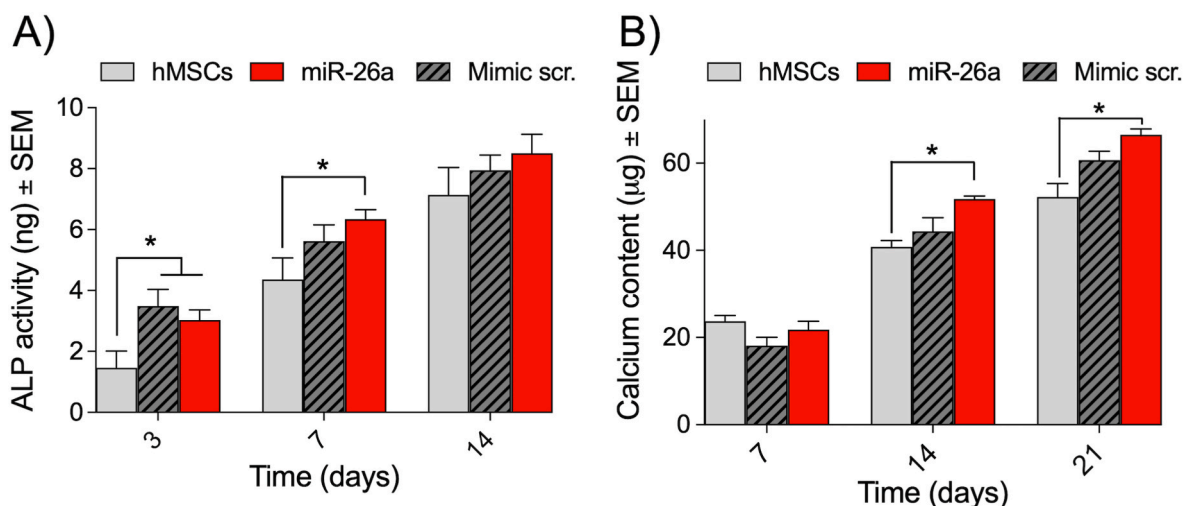 A)
hMSCs miR-26a Mimic scr.
ALP activity (ng) ± SEM
10
8
6
4
2
0
*
*
3 7 14
Time (days)
B)
hMSCs miR-26a Mimic scr.
Calcium content (μg) ± SEM
60
40
20
0
*
*
7 14 21
Time (days)